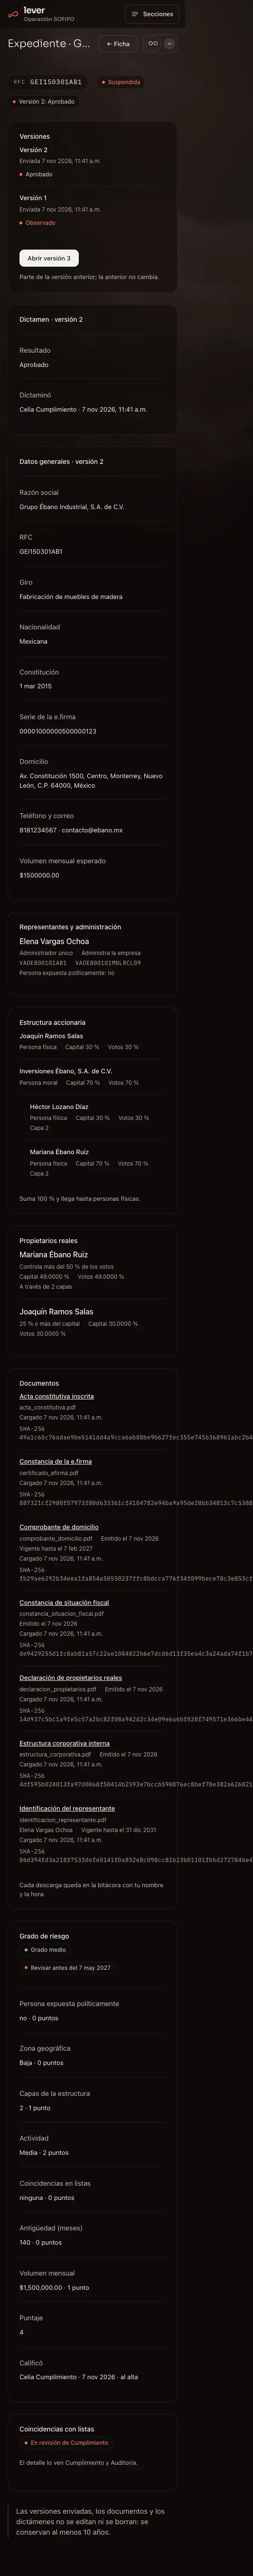 lever
Operación SOFIPO
Secciones
Expediente · G...
← Ficha
OO
RFC GEI150301AB1
Suspendida
Versión 2: Aprobado
Versiones
Versión 2
Enviada 7 nov 2026, 11:41 a.m.
Aprobado
Versión 1
Enviada 7 nov 2026, 11:41 a.m.
Observado
Abrir versión 3
Parte de la versión anterior; la anterior no cambia.
Dictamen · versión 2
Resultado
Aprobado
Dictaminó
Celia Cumplimiento · 7 nov 2026, 11:41 a.m.
Datos generales · versión 2
Razón social
Grupo Ébano Industrial, S.A. de C.V.
RFC
GEI150301AB1
Giro
Fabricación de muebles de madera
Nacionalidad
Mexicana
Constitución
1 mar 2015
Serie de la e.firma
00001000000500000123
Domicilio
Av. Constitución 1500, Centro, Monterrey, Nuevo
León, C.P. 64000, México
Teléfono y correo
8181234567 · contacto@ebano.mx
Volumen mensual esperado
$1500000.00
Representantes y administración
Elena Vargas Ochoa
Administrador único Administra la empresa
VAOE800101AB1 VAOE800101MNLRCL09
Persona expuesta políticamente: no
Estructura accionaria
Joaquín Ramos Salas
Persona física Capital 30 % Votos 30 %
Inversiones Ébano, S.A. de C.V.
Persona moral Capital 70 % Votos 70 %
Héctor Lozano Díaz
Persona física Capital 30 % Votos 30 %
Capa 2
Mariana Ébano Ruiz
Persona física Capital 70 % Votos 70 %
Capa 2
Suma 100 % y llega hasta personas físicas.
Propietarios reales
Mariana Ébano Ruiz
Controla más del 50 % de los votos
Capital 49.0000 % Votos 49.0000 %
A través de 2 capas
Joaquín Ramos Salas
25 % o más del capital Capital 30.0000 %
Votos 30.0000 %
Documentos
Acta constitutiva inscrita
acta_constitutiva.pdf
Cargado 7 nov 2026, 11:41 a.m.
SHA-256
Constancia de la e.firma
certificado_efirma.pdf
Cargado 7 nov 2026, 11:41 a.m.
SHA-256
Comprobante de domicilio
comprobante_domicilio.pdf Emitido el 7 nov 2026
Vigente hasta el 7 feb 2027
Cargado 7 nov 2026, 11:41 a.m.
SHA-256
Constancia de situación fiscal
constancia_situacion_fiscal.pdf
Emitido el 7 nov 2026
Cargado 7 nov 2026, 11:41 a.m.
SHA-256
Declaración de propietarios reales
declaracion_propietarios.pdf Emitido el 7 nov 2026
Cargado 7 nov 2026, 11:41 a.m.
SHA-256
Estructura corporativa interna
estructura_corporativa.pdf Emitido el 7 nov 2026
Cargado 7 nov 2026, 11:41 a.m.
SHA-256
Identificación del representante
identificacion_representante.pdf
Elena Vargas Ochoa Vigente hasta el 31 dic 2031
Cargado 7 nov 2026, 11:41 a.m.
SHA-256
Cada descarga queda en la bitácora con tu nombre
y la hora.
Grado de riesgo
Grado medio
Revisar antes del 7 may 2027
Persona expuesta políticamente
no · 0 puntos
Zona geográfica
Baja · 0 puntos
Capas de la estructura
2 · 1 punto
Actividad
Media · 2 puntos
Coincidencias en listas
ninguna · 0 puntos
Antigüedad (meses)
140 · 0 puntos
Volumen mensual
$1,500,000.00 · 1 punto
Puntaje
4
Calificó
Celia Cumplimiento · 7 nov 2026 · al alta
Coincidencias con listas
En revisión de Cumplimiento
El detalle lo ven Cumplimiento y Auditoría.
Las versiones enviadas, los documentos y los
dictámenes no se editan ni se borran: se
conservan al menos 10 años.